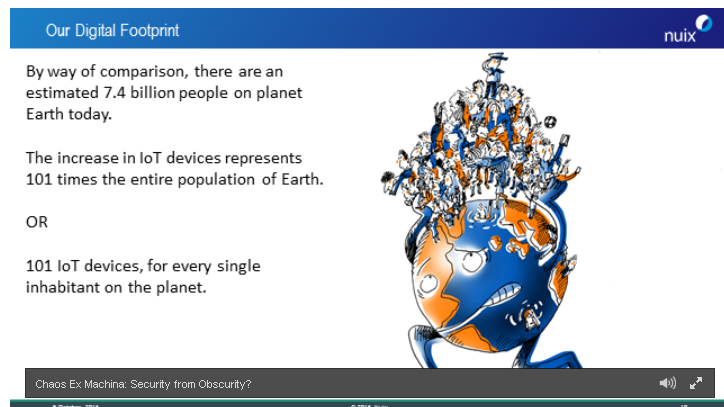 Our Digital Footprint
nuix
By way of comparison, there are an
estimated 7.4 billion people on planet
Earth today.
The increase in IoT devices represents
101 times the entire population of Earth.
OR
101 IoT devices, for every single
inhabitant on the planet.
Chaos Ex Machina: Security from Obscurity?